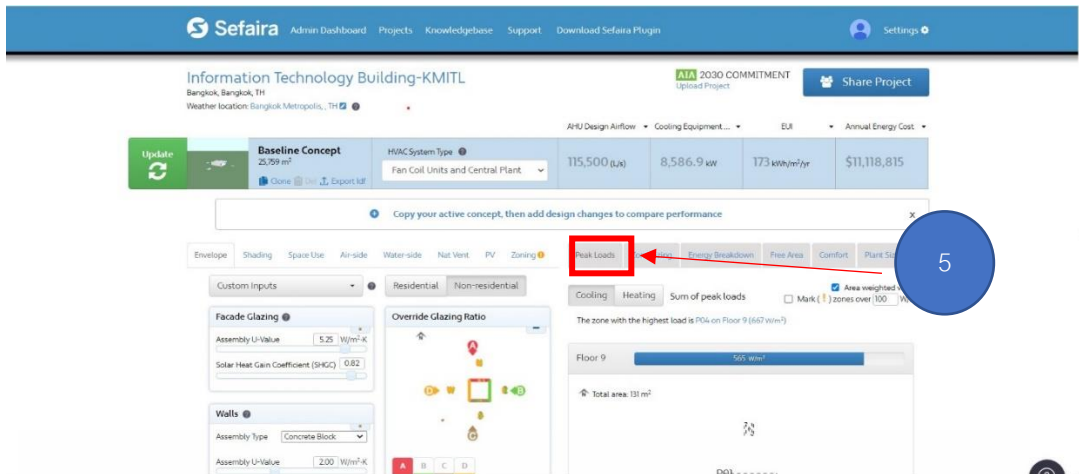 Sefaira Admin Dashboard Projects Knowledgebase Support Download Sefaira Plugin Settings
Information Technology Building-KMITL
Bangkok, Bangkok, TH
Weather location: Bangkok Metropolis, , TH
AIA 2030 COMMITMENT
Upload Project
Share Project
AHU Design Airflow Cooling Equipment.... EUI Annual Energy Cost
Update
Baseline Concept
25,759 m²
Clone Del Export Idf
HVAC System Type
Fan Coil Units and Central Plant
115,500 (L/s) 8,586.9 kW 173 kWh/m²/yr $11,118,815
Copy your active concept, then add design changes to compare performance x
Envelope Shading Space Use Air-side Water-side Nat Vent PV Zoning
Peak Loads Energy Breakdown Free Area Comfort Plant
5
Custom Inputs
Residential Non-residential
Cooling Heating Sum of peak loads
Area weighted
Mark ( ! ) zones over 100
The zone with the highest load is P04 on Floor 9 (667 W/m²)
Facade Glazing
Assembly U-Value 5.25 W/m²·K
Solar Heat Gain Coefficient (SHGC) 0.82
Override Glazing Ratio
A
B
C
D
Floor 9 565 W/m²
Total area: 131 m²
Walls
Assembly Type Concrete Block
Assembly U-Value 2.00 W/m²·K
A B C D